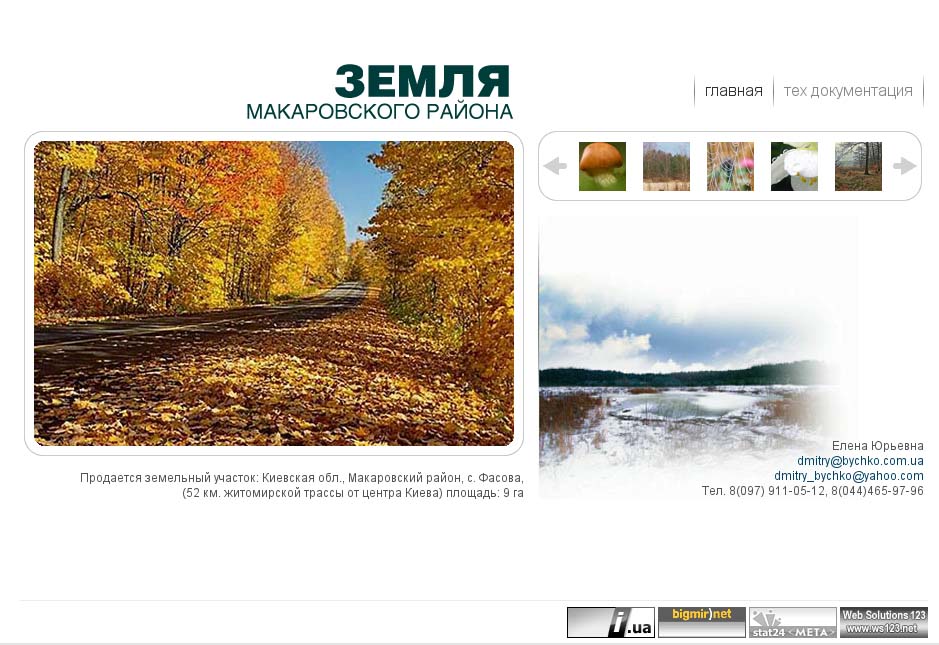 ЗЕМЛЯ
МАКАРОВСКОГО РАЙОНА
главная
тех документация
Продается земельный участок: Киевская обл., Макаровский район, с. Фасова,
(52 км. житомирской трассы от центра Киева) площадь: 9 га
Елена Юрьевна
dmitry@bychko.com.ua
dmitry_bychko@yahoo.com
Тел. 8(097) 911-05-12, 8(044)465-97-96
i.ua
bigmir)net
stat24 <META>
Web Solutions 123
www.ws123.net